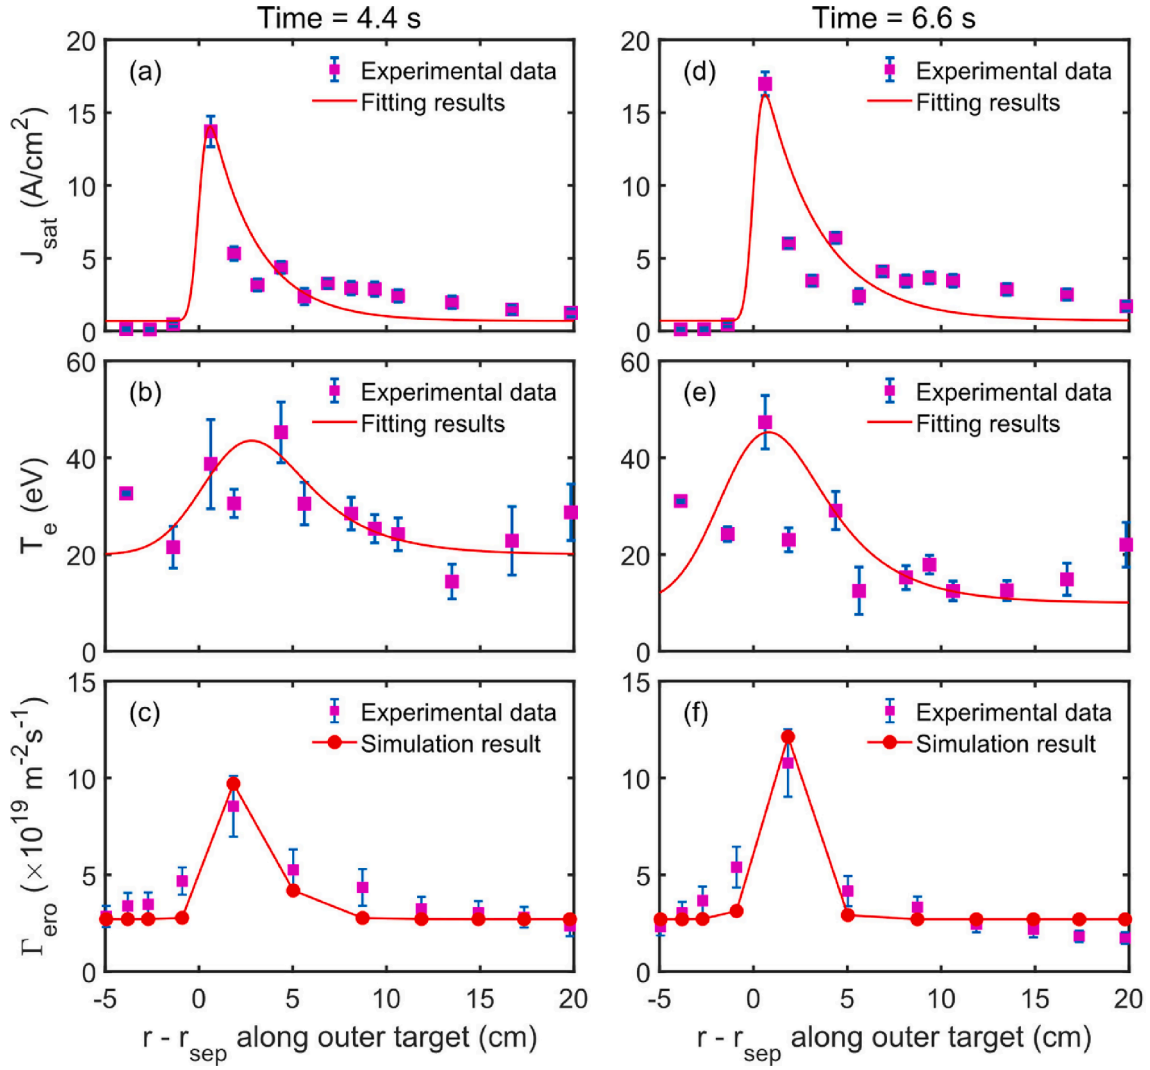 Time = 4.4 s
Time = 6.6 s
20
15
10
5
0
J_sat (A/cm²)
(a)
Experimental data
Fitting results
20
15
10
5
0
(d)
Experimental data
Fitting results
60
40
20
0
T_e (eV)
(b)
Experimental data
Fitting results
60
40
20
0
(e)
Experimental data
Fitting results
15
10
5
0
Γ_ero (×10¹⁹ m⁻²s⁻¹)
(c)
Experimental data
Simulation result
-5 0 5 10 15 20
r - r_sep along outer target (cm)
15
10
5
0
(f)
Experimental data
Simulation result
-5 0 5 10 15 20
r - r_sep along outer target (cm)